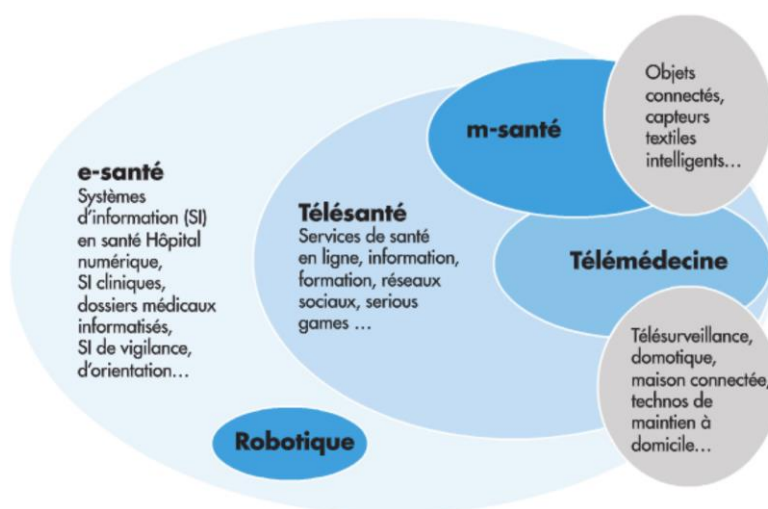 e-santé
Systèmes
d'information (SI)
en santé Hôpital
numérique,
SI cliniques,
dossiers médicaux
informatisés,
SI de vigilance,
d'orientation...
Télésanté
Services de santé
en ligne, information,
formation, réseaux
sociaux, serious
games ...
m-santé
Objets
connectés,
capteurs
textiles
intelligents...
Télémédecine
Télésurveillance,
domotique,
maison connectée,
technos de
maintien à
domicile...
Robotique